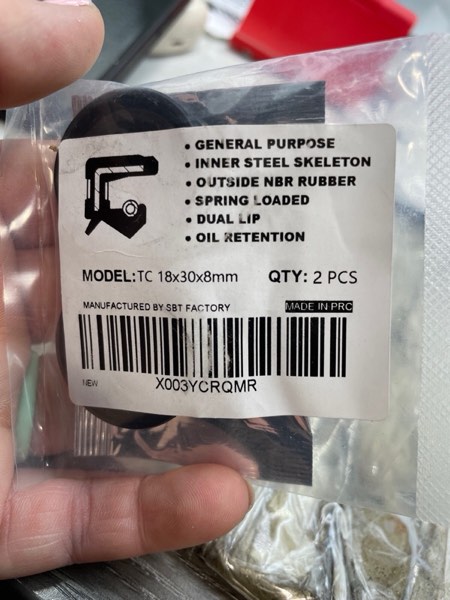 • GENERAL PURPOSE
• INNER STEEL SKELETON
• OUTSIDE NBR RUBBER
• SPRING LOADED
• DUAL LIP
• OIL RETENTION
MODEL:TC 18x30x8mm QTY: 2 PCS
MANUFACTURED BY SBT FACTORY MADE IN PRC
NEW X003YCRQMR